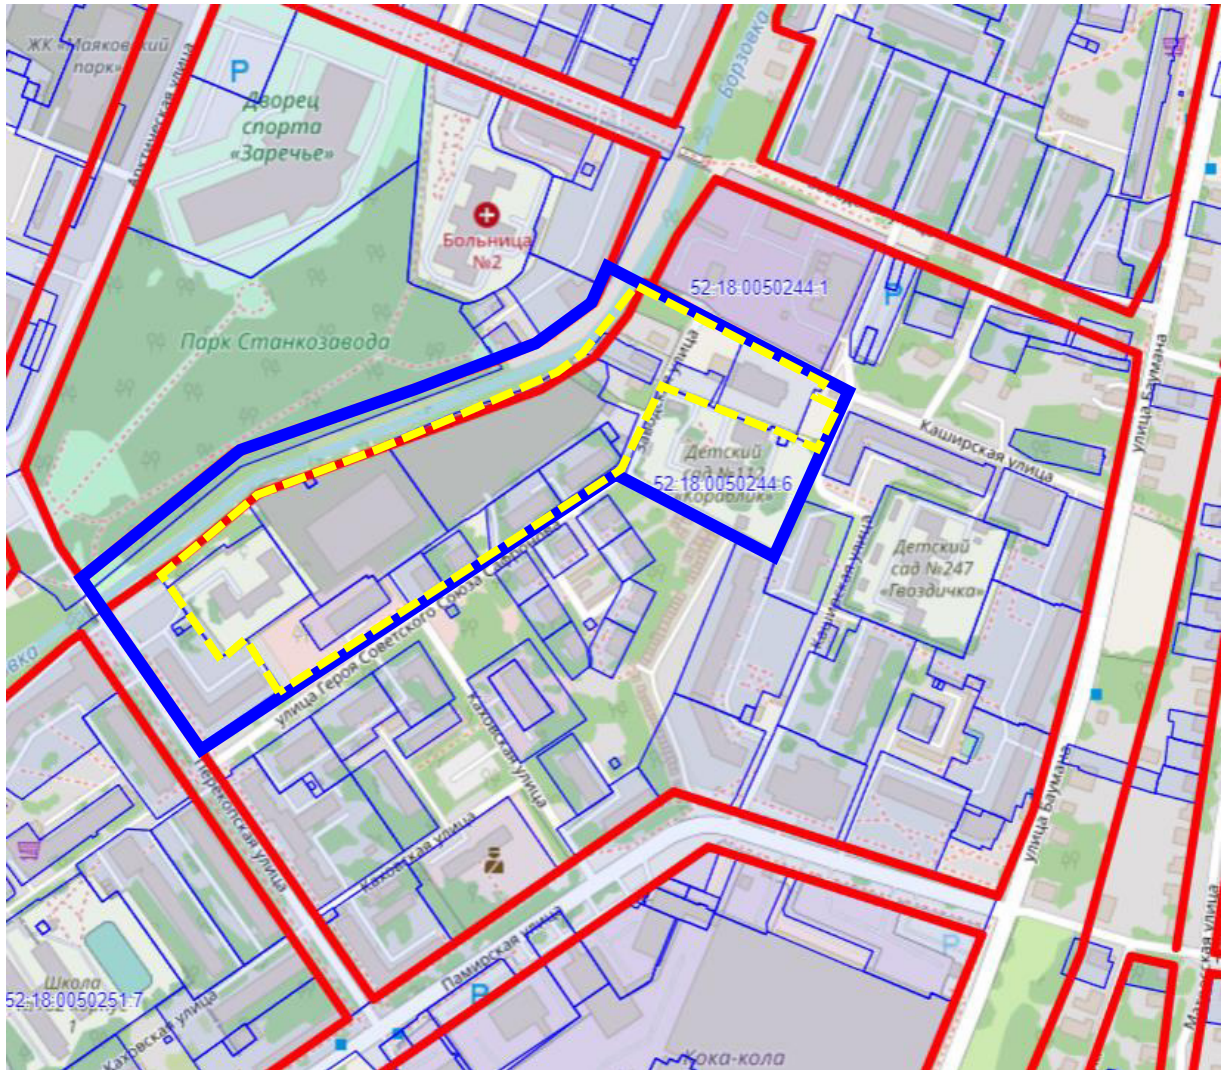 ЖК «Маяковский
парк»
Арктическая улица
P
Дворец
спорта
«Заречье»
Борзовка
Больница
№2
52:18:0050244:1
P
Парк Станкозавода
улица Баумана
Каширская улица
Детский
сад №112
«Кораблик»
52:18:0050244:6
Детский
сад №247
«Гвоздичка»
Каширская улица
улица Героя Советского Союза
Каховская улица
Перекопская улица
Каховская улица
улица Баумана
Памирская улица
P
P
Школа
52:18:0050251:7
1
Каховская улица
Кока-кола